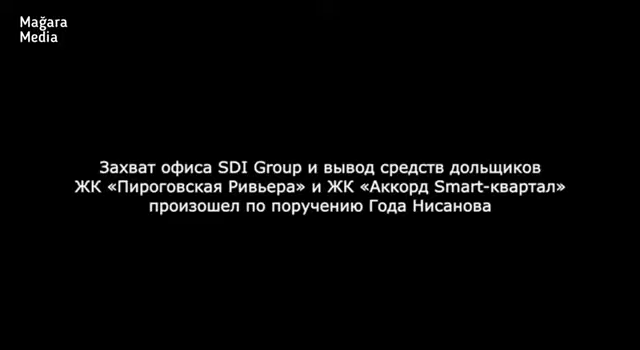 Mağara
Media
Захват офиса SDI Group и вывод средств дольщиков
ЖК «Пироговская Ривьера» и ЖК «Аккорд Smart-квартал»
произошел по поручению Года Нисанова